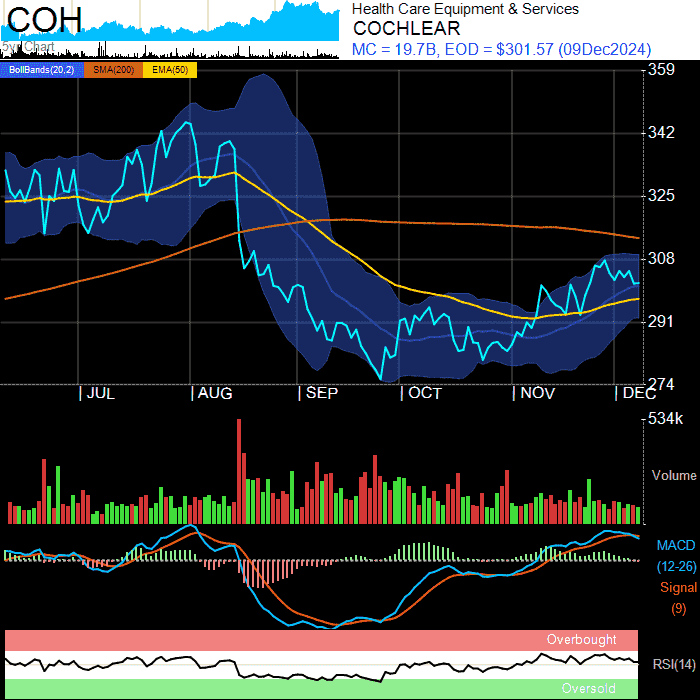 COH
5yr Chart
Health Care Equipment & Services
COCHLEAR
MC = 19.7B, EOD = $301.57 (09Dec2024)
BollBands(20,2) SMA(200) EMA(50)
359
342
325
308
291
274
JUL AUG SEP OCT NOV DEC
534k
Volume
MACD
(12-26)
Signal
(9)
Overbought
RSI(14)
Oversold